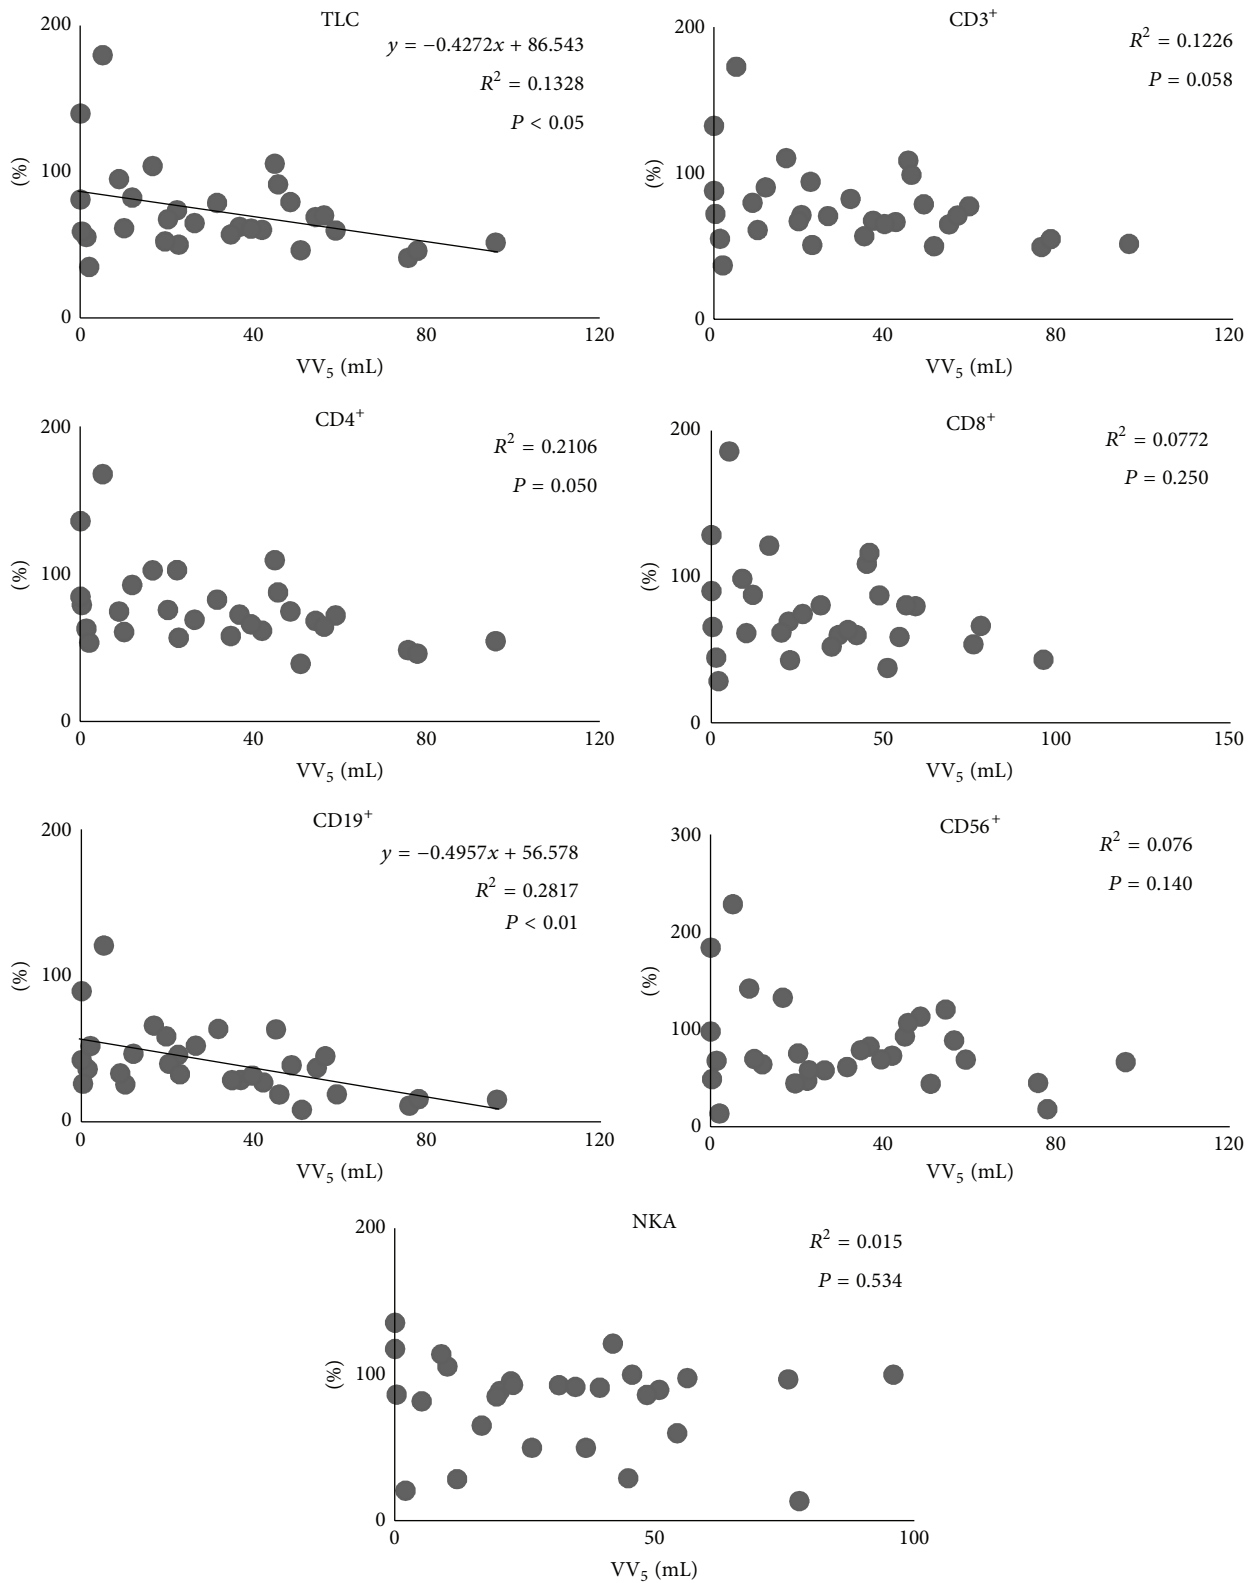 TLC
y = −0.4272x + 86.543
R² = 0.1328
P < 0.05
200
100
0
(%)
0 40 80 120
VV₅ (mL)
CD3⁺
R² = 0.1226
P = 0.058
200
100
0
(%)
0 40 80 120
VV₅ (mL)
CD4⁺
R² = 0.2106
P = 0.050
200
100
0
(%)
0 40 80 120
VV₅ (mL)
CD8⁺
R² = 0.0772
P = 0.250
200
100
0
(%)
0 50 100 150
VV₅ (mL)
CD19⁺
y = −0.4957x + 56.578
R² = 0.2817
P < 0.01
200
100
0
(%)
0 40 80 120
VV₅ (mL)
CD56⁺
R² = 0.076
P = 0.140
300
200
100
0
(%)
0 40 80 120
VV₅ (mL)
NKA
R² = 0.015
P = 0.534
200
100
0
(%)
0 50 100
VV₅ (mL)